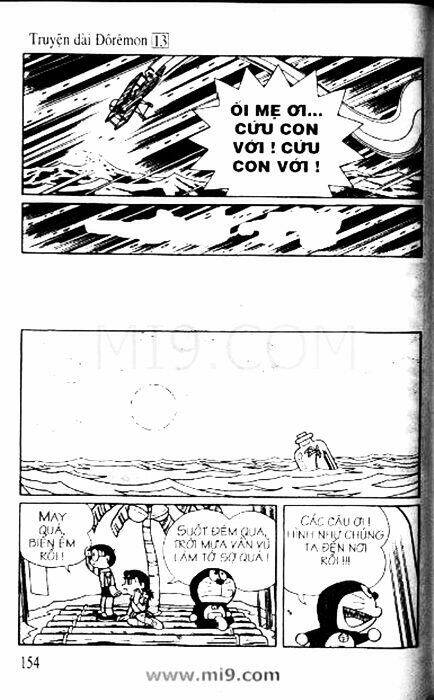 Truyện dài Đôrêmon 13
ỐI MẸ ƠI...
CỨU CON
VỚI ! CỨU
CON VỚI !
MI9.COM
MAY
QUÁ,
BIỂN ÊM
RỒI !
SUỐT ĐÊM QUA,
TRỜI MƯA VẦN VŨ
LÀM TỚ SỢ QUÁ !
CÁC CẬU ƠI !
HÌNH NHƯ CHÚNG
TA ĐẾN NƠI
RỒI !!!
154
www.mi9.com